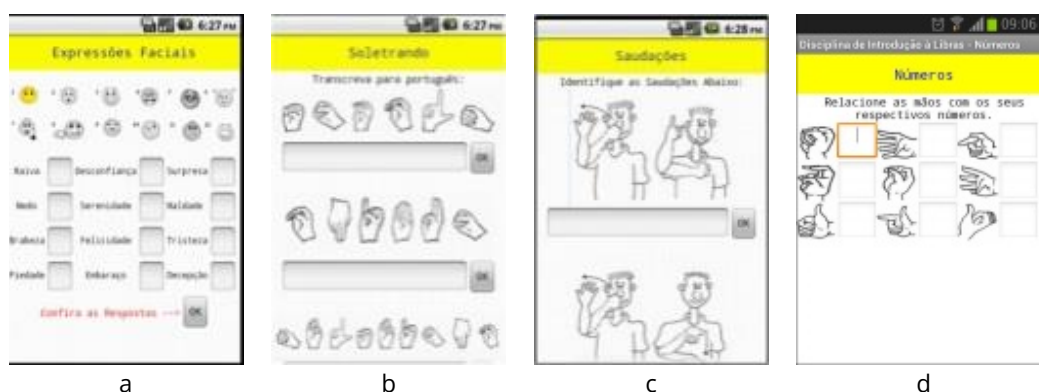 6:27 PM
Expressões Faciais
Raiva Desconfiança Surpresa
Medo Serenidade Maldade
Brabeza Felicidade Tristeza
Piedade Embaraço Decepção
Confira as Respostas --> OK
a
6:27 PM
Soletrando
Transcreva para português:
OK
OK
b
6:28 PM
Saudações
Identifique as Saudações Abaixo:
OK
c
09:06
Disciplina de Introdução à Libras - Números
Números
Relacione as mãos com os seus
respectivos números.
d